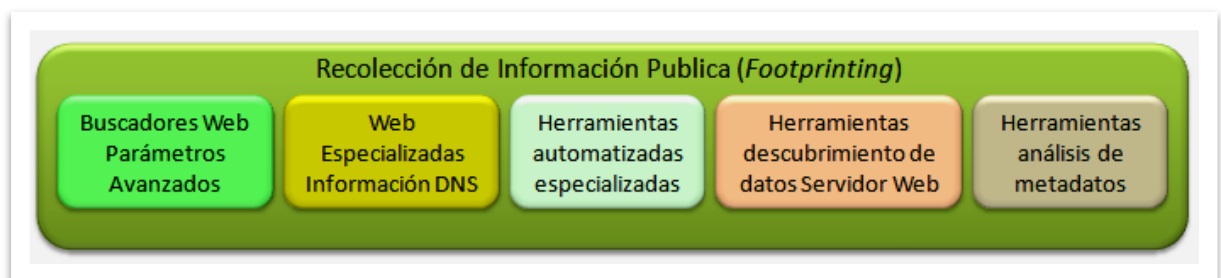 Recolección de Información Publica (Footprinting)
Buscadores Web
Parámetros
Avanzados
Web
Especializadas
Información DNS
Herramientas
automatizadas
especializadas
Herramientas
descubrimiento de
datos Servidor Web
Herramientas
análisis de
metadatos